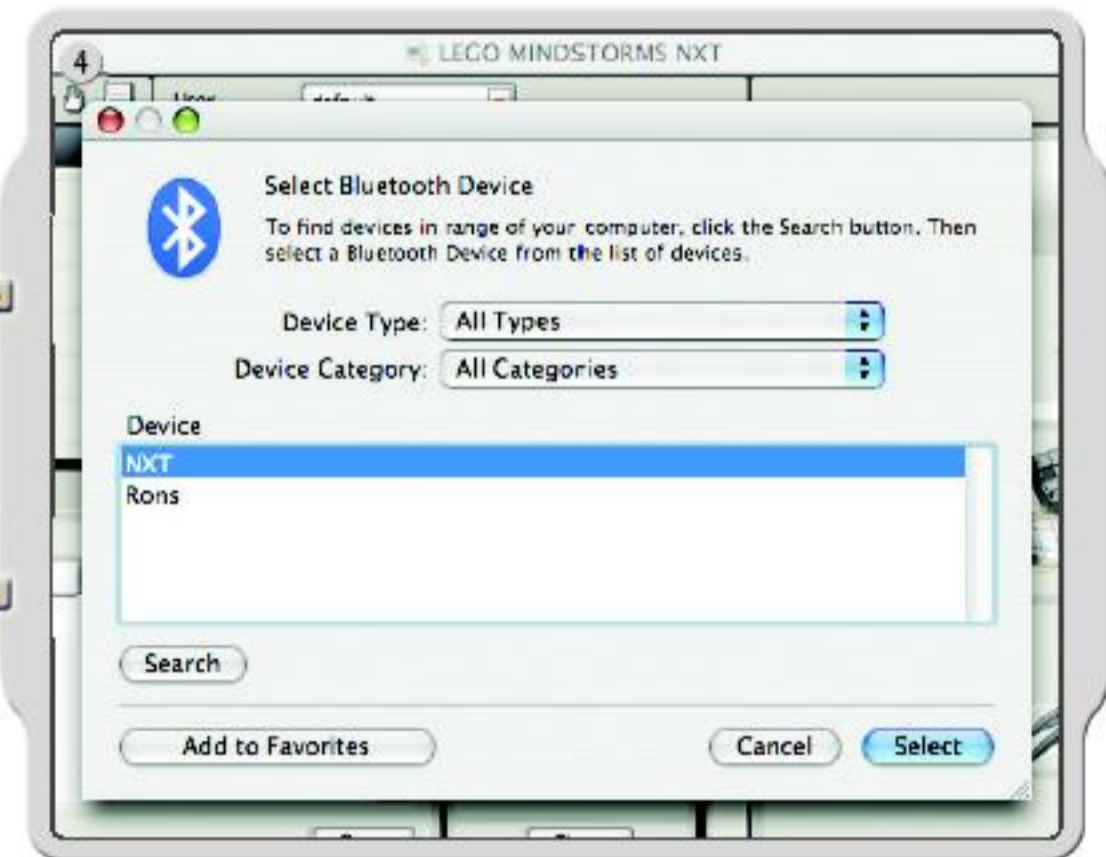 4
LEGO MINDSTORMS NXT
Select Bluetooth Device
To find devices in range of your computer, click the Search button. Then
select a Bluetooth Device from the list of devices.
Device Type: All Types
Device Category: All Categories
Device
NXT
Rons
Search
Add to Favorites Cancel Select